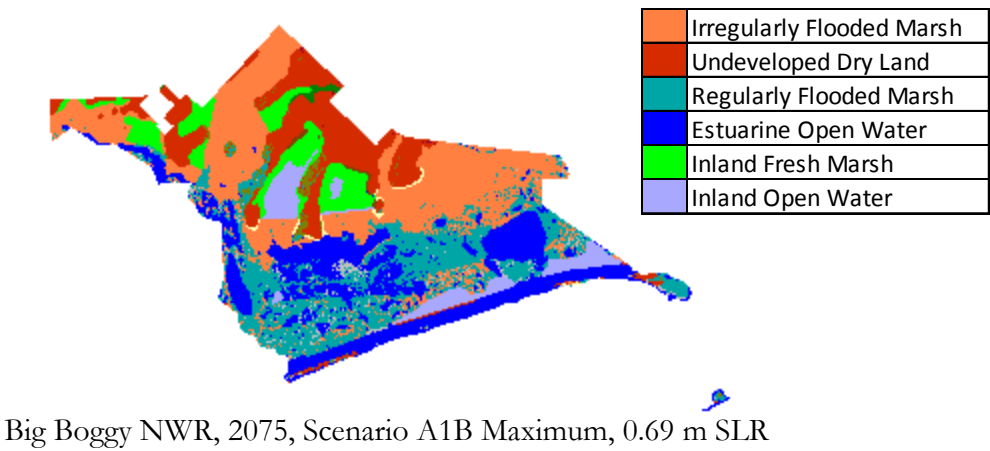 Irregularly Flooded Marsh
Undeveloped Dry Land
Regularly Flooded Marsh
Estuarine Open Water
Inland Fresh Marsh
Inland Open Water
Big Boggy NWR, 2075, Scenario A1B Maximum, 0.69 m SLR